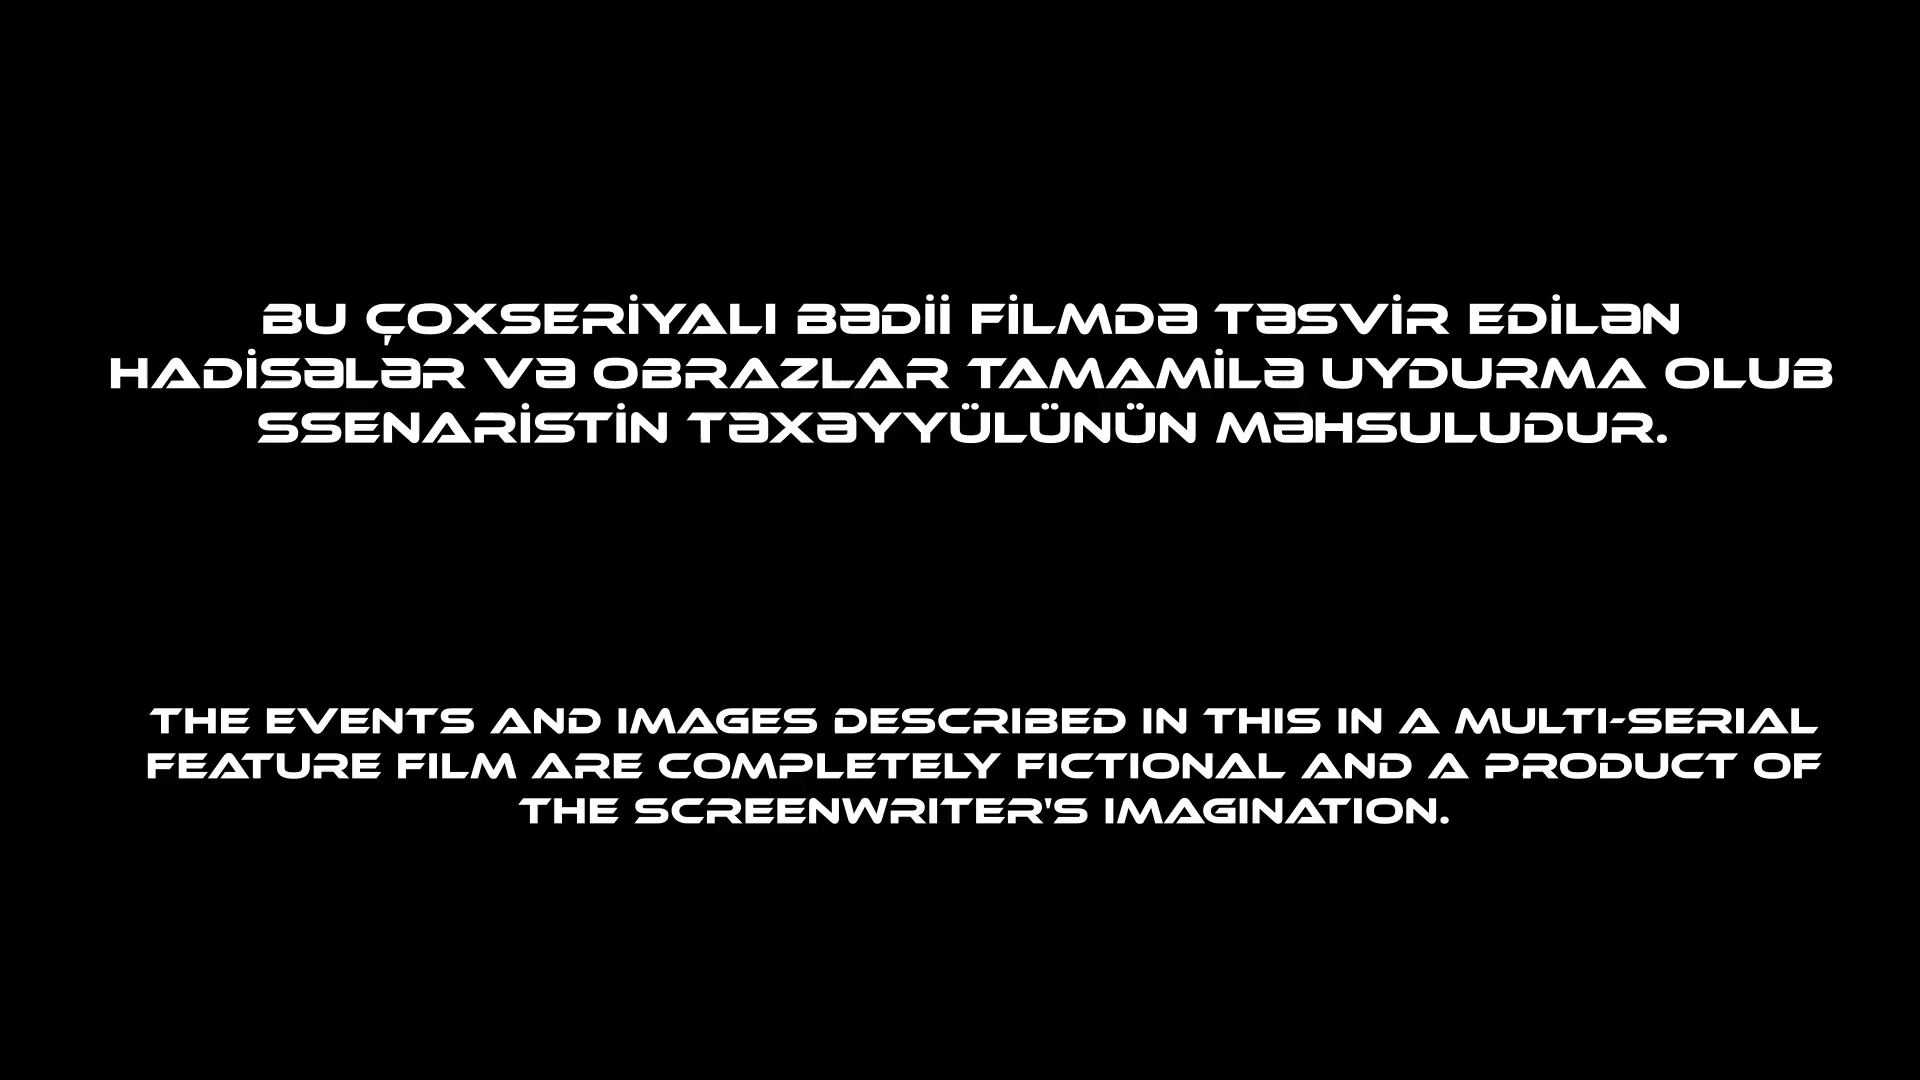 BU ÇOXSERİYALI BƏDİİ FİLMDƏ TƏSVİR EDİLƏN
HADİSƏLƏR VƏ OBRAZLAR TAMAMİLƏ UYDURMA OLUB
SSENARİSTİN TƏXƏYYÜLÜNÜN MƏHSULUDUR.
THE EVENTS AND IMAGES DESCRIBED IN THIS IN A MULTI-SERIAL
FEATURE FILM ARE COMPLETELY FICTIONAL AND A PRODUCT OF
THE SCREENWRITER'S IMAGINATION.